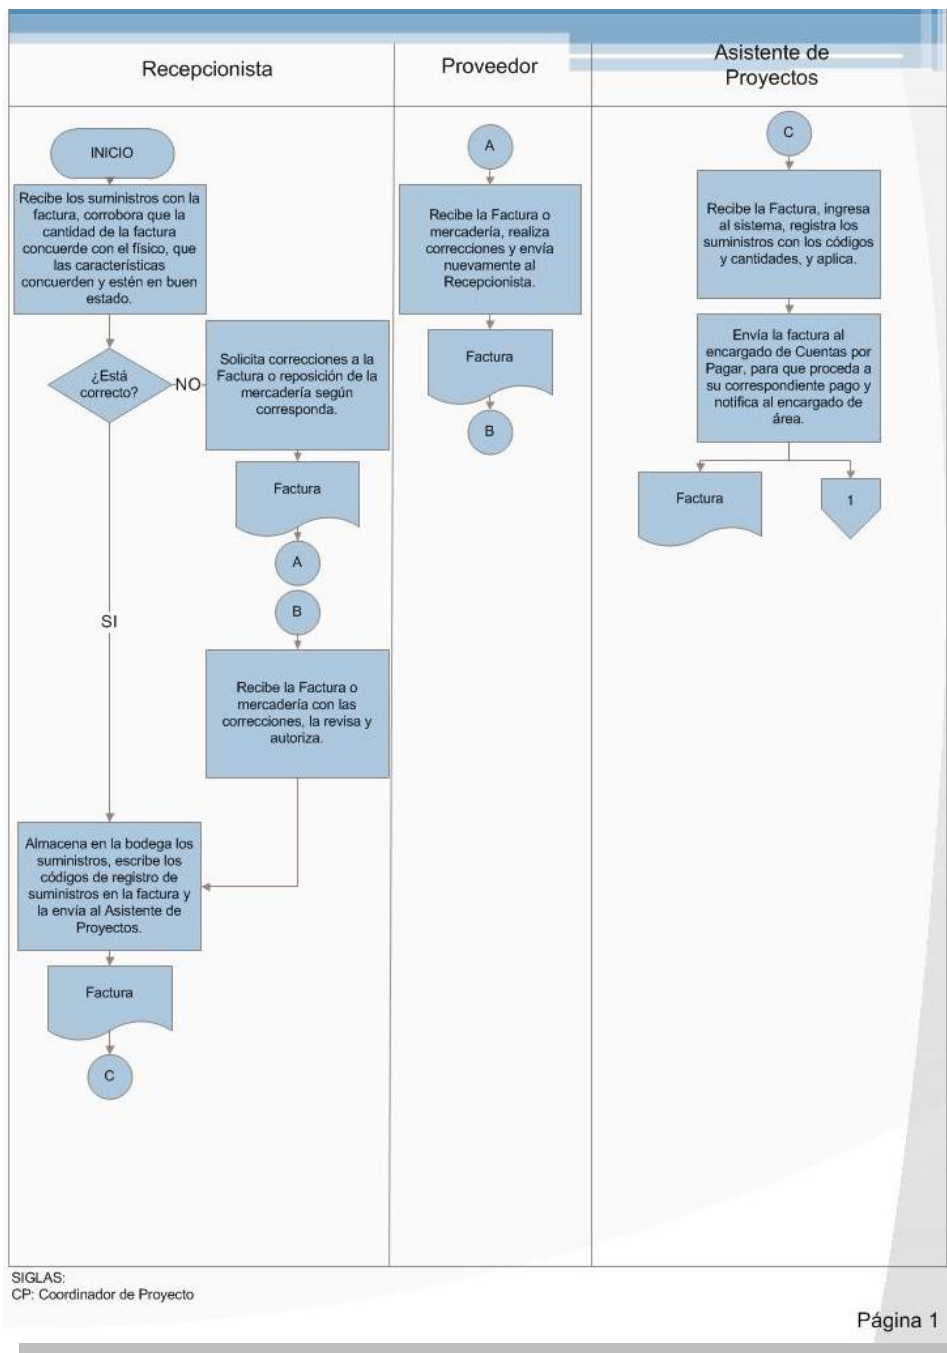 Recepcionista
Proveedor
Asistente de
Proyectos
INICIO
Recibe los suministros con la
factura, corrobora que la
cantidad de la factura
concuerde con el físico, que
las características
concuerden y estén en buen
estado.
¿Está
correcto?
NO
Solicita correcciones a la
Factura o reposición de la
mercadería según
corresponda.
Factura
A
B
SI
Recibe la Factura o
mercadería con las
correcciones, la revisa y
autoriza.
Almacena en la bodega los
suministros, escribe los
códigos de registro de
suministros en la factura y
la envía al Asistente de
Proyectos.
Factura
C
A
Recibe la Factura o
mercadería, realiza
correcciones y envía
nuevamente al
Recepcionista.
Factura
B
C
Recibe la Factura, ingresa
al sistema, registra los
suministros con los códigos
y cantidades, y aplica.
Envía la factura al
encargado de Cuentas por
Pagar, para que proceda a
su correspondiente pago y
notifica al encargado de
área.
Factura
1
SIGLAS:
CP: Coordinador de Proyecto
Página 1